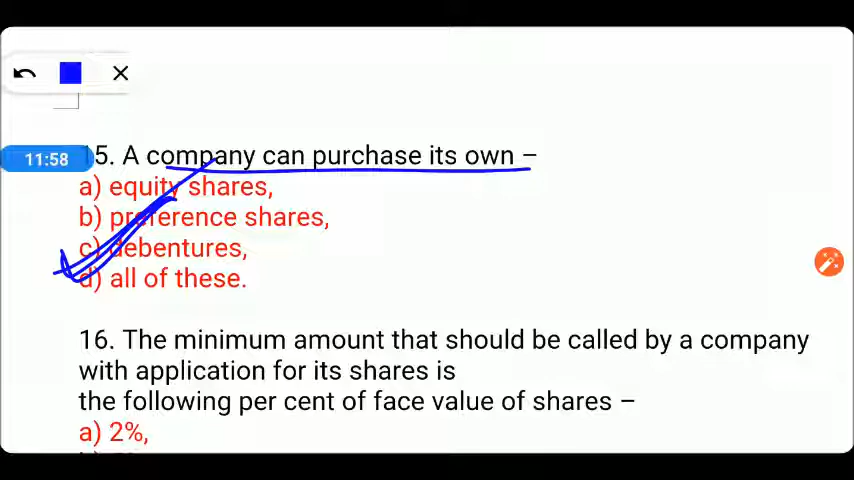 11:58
15. A company can purchase its own –
a) equity shares,
b) preference shares,
c) debentures,
d) all of these.
16. The minimum amount that should be called by a company
with application for its shares is
the following per cent of face value of shares –
a) 2%,